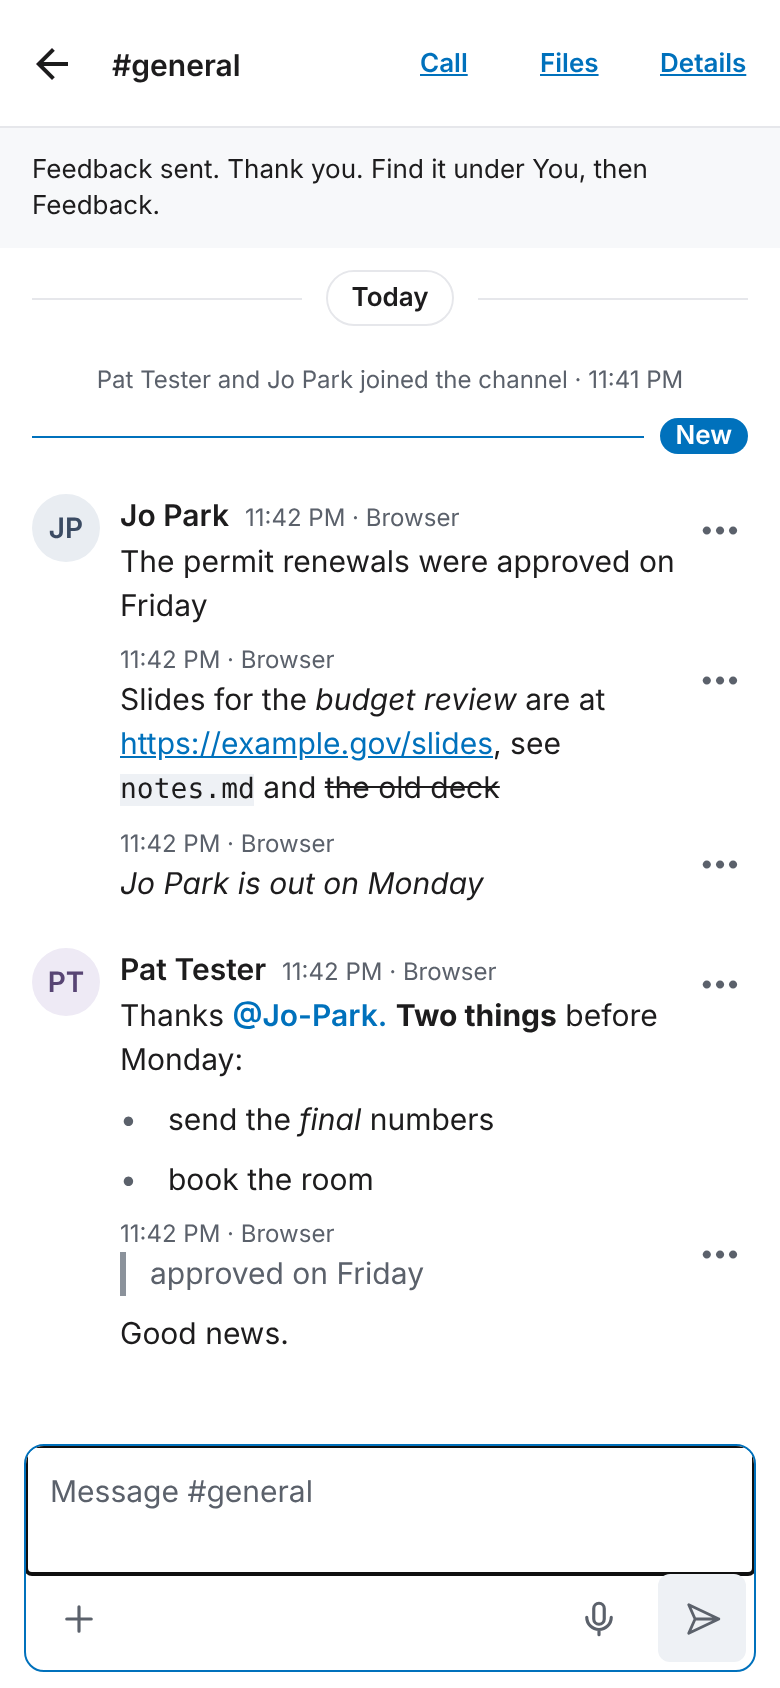 #general
Call
Files
Details
Feedback sent. Thank you. Find it under You, then
Feedback.
Today
Pat Tester and Jo Park joined the channel · 11:41 PM
New
JP
Jo Park 11:42 PM · Browser
The permit renewals were approved on
Friday
11:42 PM · Browser
Slides for the budget review are at
https://example.gov/slides, see
notes.md and the old deck
11:42 PM · Browser
Jo Park is out on Monday
PT
Pat Tester 11:42 PM · Browser
Thanks @Jo-Park. Two things before
Monday:
• send the final numbers
• book the room
11:42 PM · Browser
approved on Friday
Good news.
Message #general